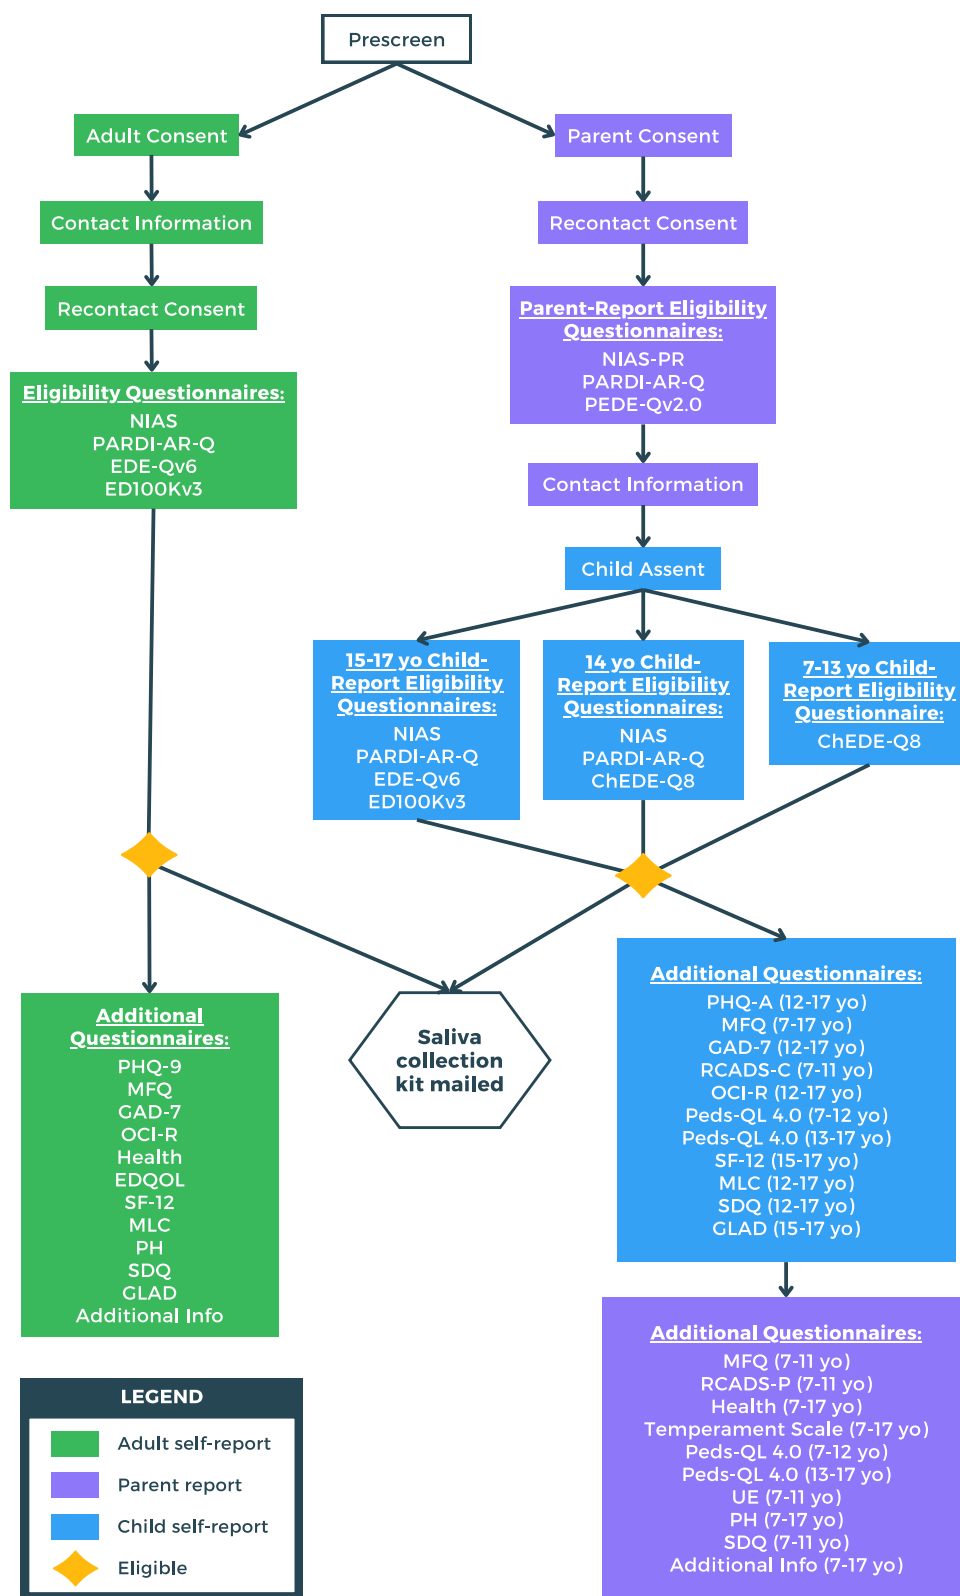 Prescreen
Adult Consent
Contact Information
Recontact Consent
Eligibility Questionnaires:
NIAS
PARDI-AR-Q
EDE-Qv6
ED100Kv3
Parent Consent
Recontact Consent
Parent-Report Eligibility
Questionnaires:
NIAS-PR
PARDI-AR-Q
PEDE-Qv2.0
Contact Information
Child Assent
15-17 yo Child-
Report Eligibility
Questionnaires:
NIAS
PARDI-AR-Q
EDE-Qv6
ED100Kv3
14 yo Child-
Report Eligibility
Questionnaires:
NIAS
PARDI-AR-Q
ChEDE-Q8
7-13 yo Child-
Report Eligibility
Questionnaire:
ChEDE-Q8
Additional
Questionnaires:
PHQ-9
MFQ
GAD-7
OCI-R
Health
EDQOL
SF-12
MLC
PH
SDQ
GLAD
Additional Info
Saliva
collection
kit mailed
Additional Questionnaires:
PHQ-A (12-17 yo)
MFQ (7-17 yo)
GAD-7 (12-17 yo)
RCADS-C (7-11 yo)
OCI-R (12-17 yo)
Peds-QL 4.0 (7-12 yo)
Peds-QL 4.0 (13-17 yo)
SF-12 (15-17 yo)
MLC (12-17 yo)
SDQ (12-17 yo)
GLAD (15-17 yo)
Additional Questionnaires:
MFQ (7-11 yo)
RCADS-P (7-11 yo)
Health (7-17 yo)
Temperament Scale (7-17 yo)
Peds-QL 4.0 (7-12 yo)
Peds-QL 4.0 (13-17 yo)
UE (7-11 yo)
PH (7-17 yo)
SDQ (7-11 yo)
Additional Info (7-17 yo)
LEGEND
Adult self-report
Parent report
Child self-report
Eligible